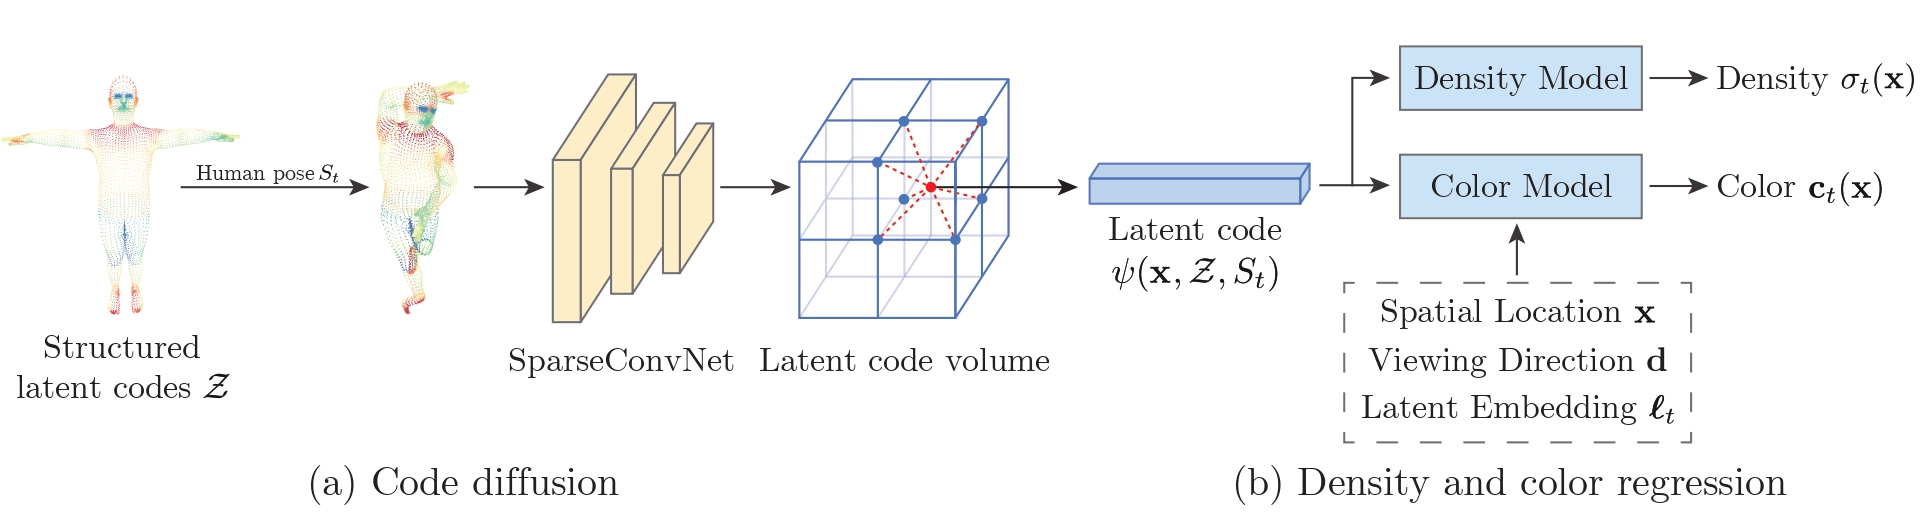 Human pose $S_t$
Structured
latent codes $\mathcal{Z}$
SparseConvNet
Latent code volume
Latent code
$\psi(\mathbf{x}, \mathcal{Z}, S_t)$
Density Model
Density $\sigma_t(\mathbf{x})$
Color Model
Color $\mathbf{c}_t(\mathbf{x})$
Spatial Location $\mathbf{x}$
Viewing Direction $\mathbf{d}$
Latent Embedding $\boldsymbol{\ell}_t$
(a) Code diffusion
(b) Density and color regression